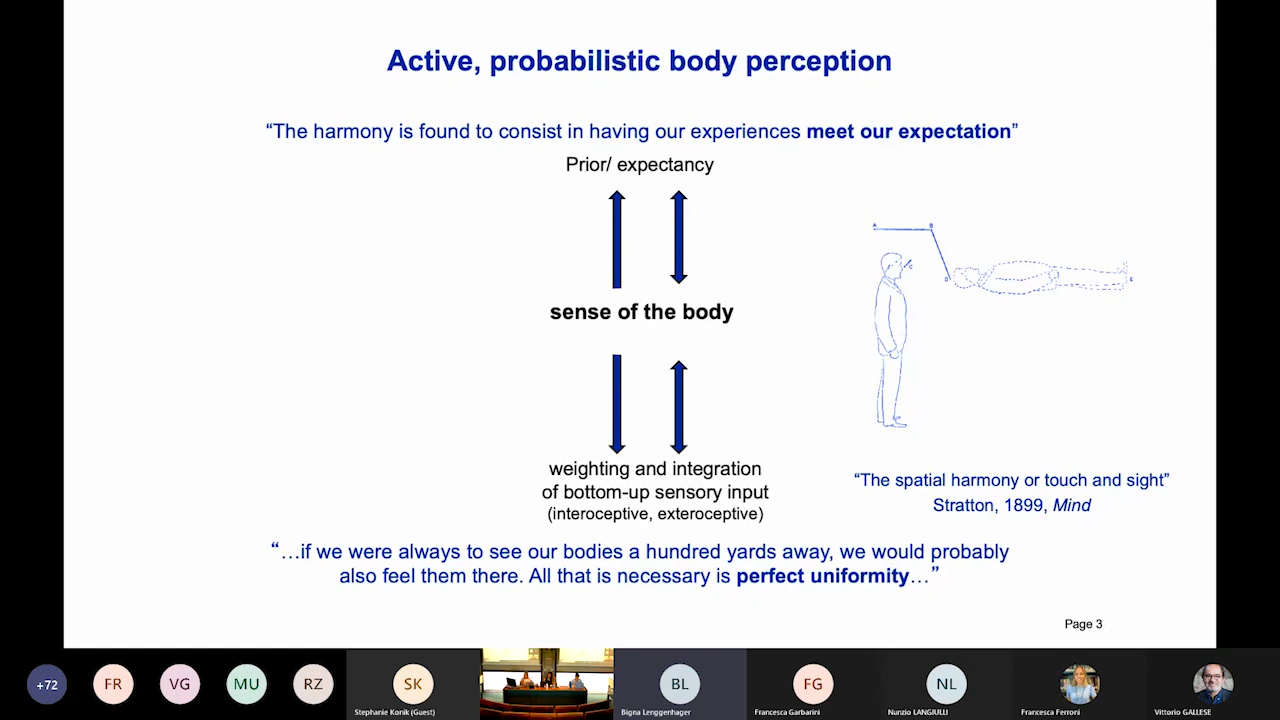 Active, probabilistic body perception
“The harmony is found to consist in having our experiences meet our expectation”
Prior/ expectancy
sense of the body
weighting and integration
of bottom-up sensory input
(interoceptive, exteroceptive)
A
B
C
D
E
“The spatial harmony or touch and sight”
Stratton, 1899, Mind
“…if we were always to see our bodies a hundred yards away, we would probably
also feel them there. All that is necessary is perfect uniformity…”
Page 3
+72
FR
VG
MU
RZ
SK
Stephanie Konik (Guest)
BL
Bigna Lenggenhager
FG
Francesca Garbarini
NL
Nunzio LANGIULLI
Francesca Ferroni
Vittorio GALLESE